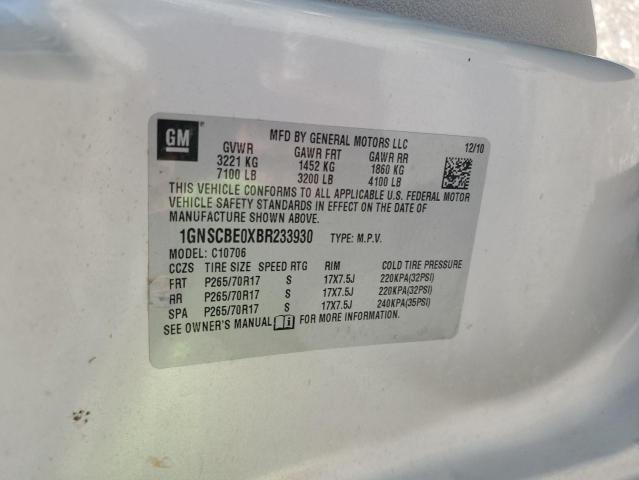 GM
MFD BY GENERAL MOTORS LLC
12/10
GVWR GAWR FRT GAWR RR
3221 KG 1452 KG 1860 KG
7100 LB 3200 LB 4100 LB
THIS VEHICLE CONFORMS TO ALL APPLICABLE U.S. FEDERAL MOTOR
VEHICLE SAFETY STANDARDS IN EFFECT ON THE DATE OF
MANUFACTURE SHOWN ABOVE.
1GNSCBE0XBR233930 TYPE: M.P.V.
MODEL: C10706
CCZS TIRE SIZE SPEED RTG RIM COLD TIRE PRESSURE
FRT P265/70R17 S 17X7.5J 220KPA(32PSI)
RR P265/70R17 S 17X7.5J 220KPA(32PSI)
SPA P265/70R17 S 17X7.5J 240KPA(35PSI)
SEE OWNER'S MANUAL FOR MORE INFORMATION.